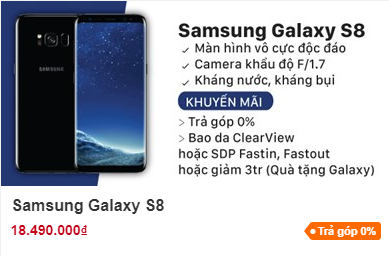 SAMSUNG
Samsung Galaxy S8
✓ Màn hình vô cực độc đáo
✓ Camera khẩu độ F/1.7
✓ Kháng nước, kháng bụi
KHUYẾN MÃI
> Trả góp 0%
> Bao da ClearView
hoặc SDP Fastin, Fastout
hoặc giảm 3tr (Quà tặng Galaxy)
Samsung Galaxy S8
18.490.000₫
Trả góp 0%